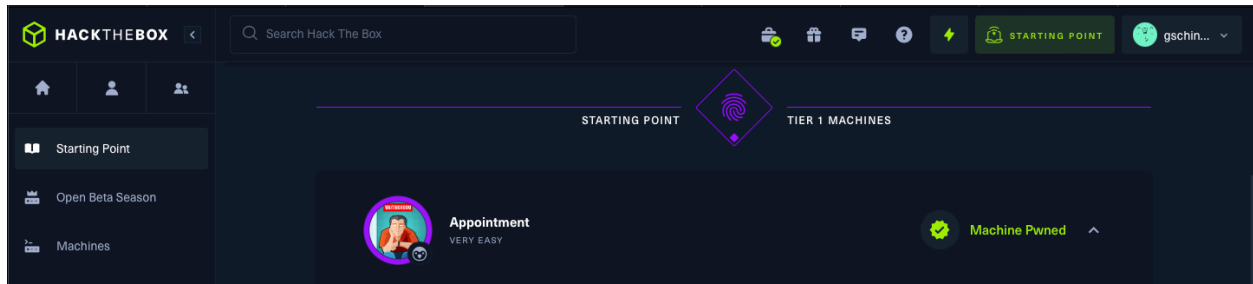 HACKTHEBOX
Search Hack The Box
STARTING POINT
gschin...
STARTING POINT
TIER 1 MACHINES
Starting Point
Open Beta Season
Machines
Appointment
VERY EASY
Machine Pwned